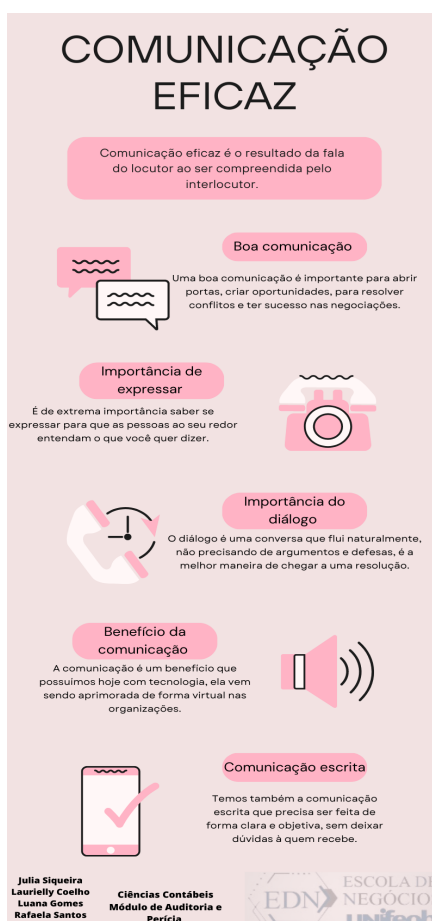 COMUNICAÇÃO
EFICAZ
Comunicação eficaz é o resultado da fala
do locutor ao ser compreendida pelo
interlocutor.
Boa comunicação
Uma boa comunicação é importante para abrir
portas, criar oportunidades, para resolver
conflitos e ter sucesso nas negociações.
Importância de
expressar
É de extrema importância saber se
expressar para que as pessoas ao seu redor
entendam o que você quer dizer.
Importância do
diálogo
O diálogo é uma conversa que flui naturalmente,
não precisando de argumentos e defesas, é a
melhor maneira de chegar a uma resolução.
Benefício da
comunicação
A comunicação é um beneficio que
possuímos hoje com tecnologia, ela vem
sendo aprimorada de forma virtual nas
organizações.
Comunicação escrita
Temos também a comunicação
escrita que precisa ser feita de
forma clara e objetiva, sem deixar
dúvidas à quem recebe.
Julia Siqueira
Laurielly Coelho
Luana Gomes
Rafaela Santos
Ciências Contábeis
Módulo de Auditoria e
Perícia
EDN
ESCOLA DE
NEGÓCIO